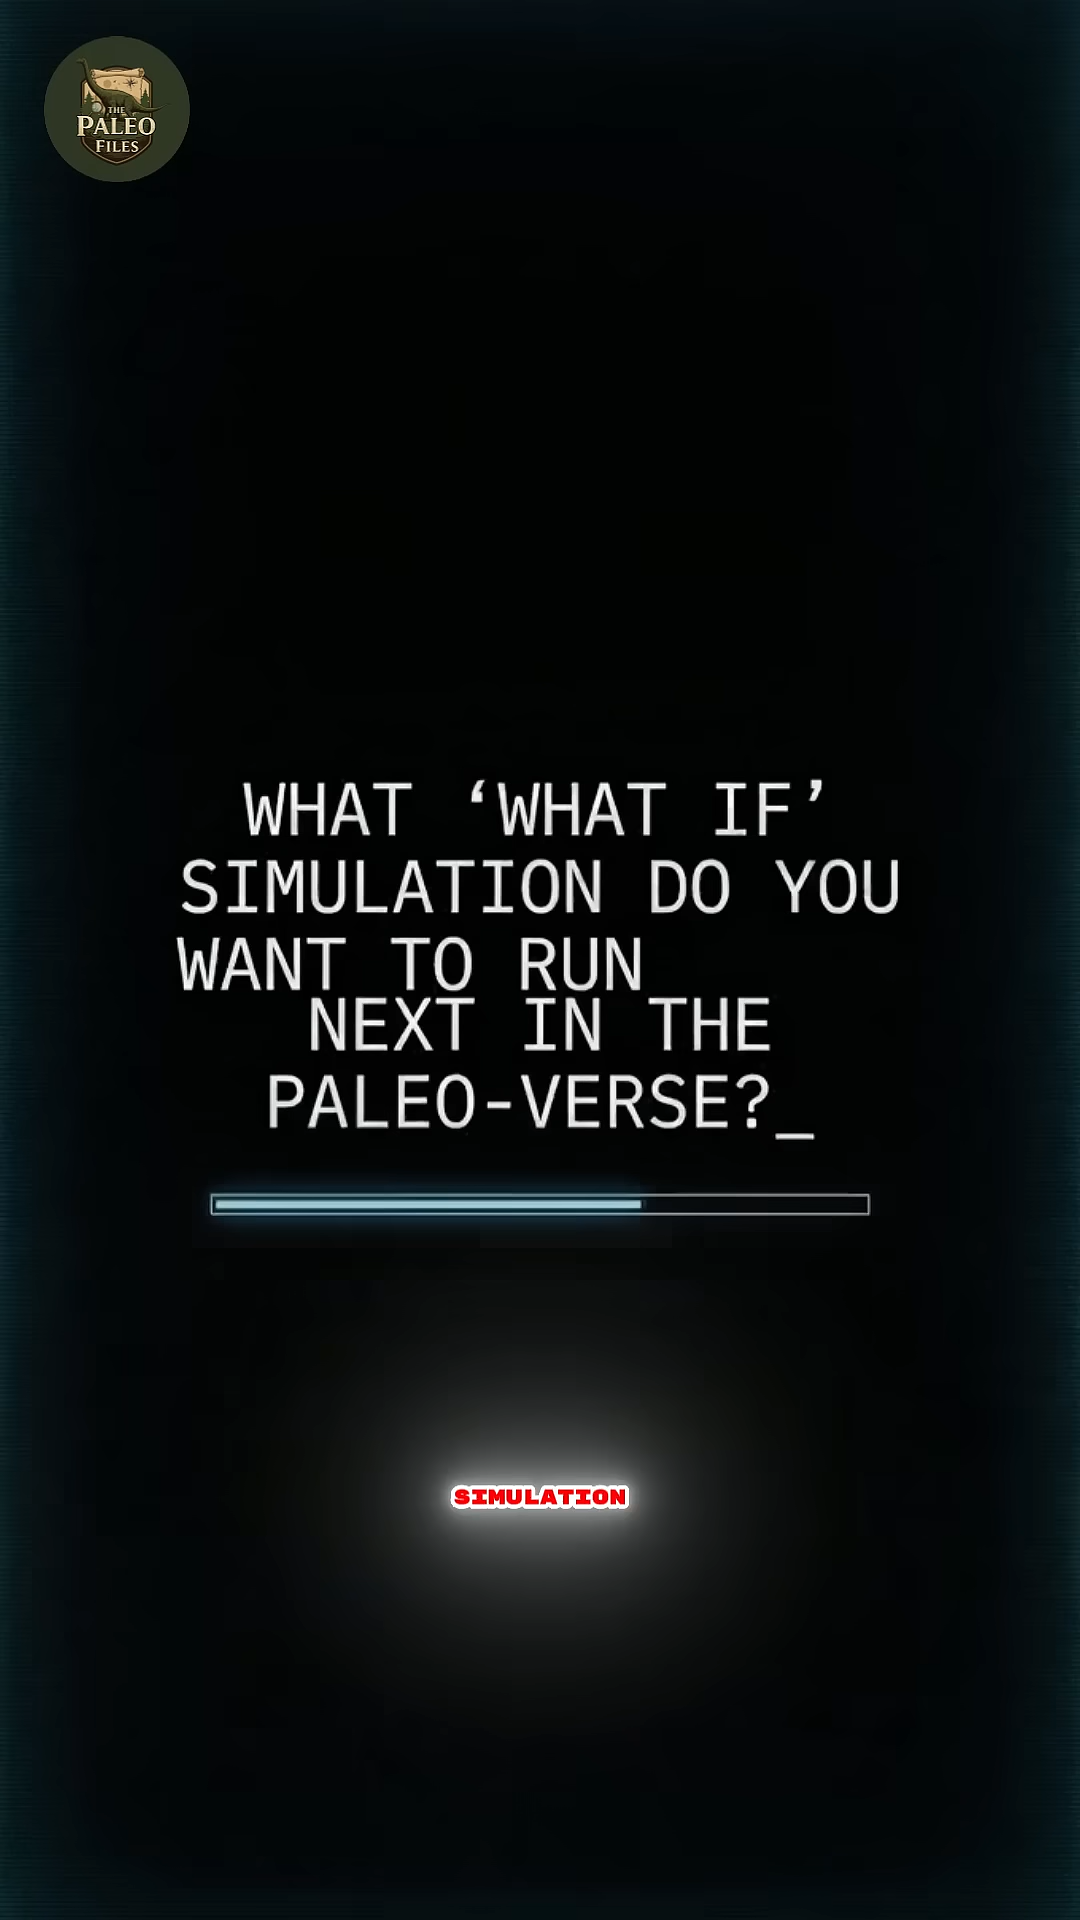 THE
PALEO
FILES
WHAT ‘WHAT IF’
SIMULATION DO YOU
WANT TO RUN
NEXT IN THE
PALEO-VERSE?_
SIMULATION